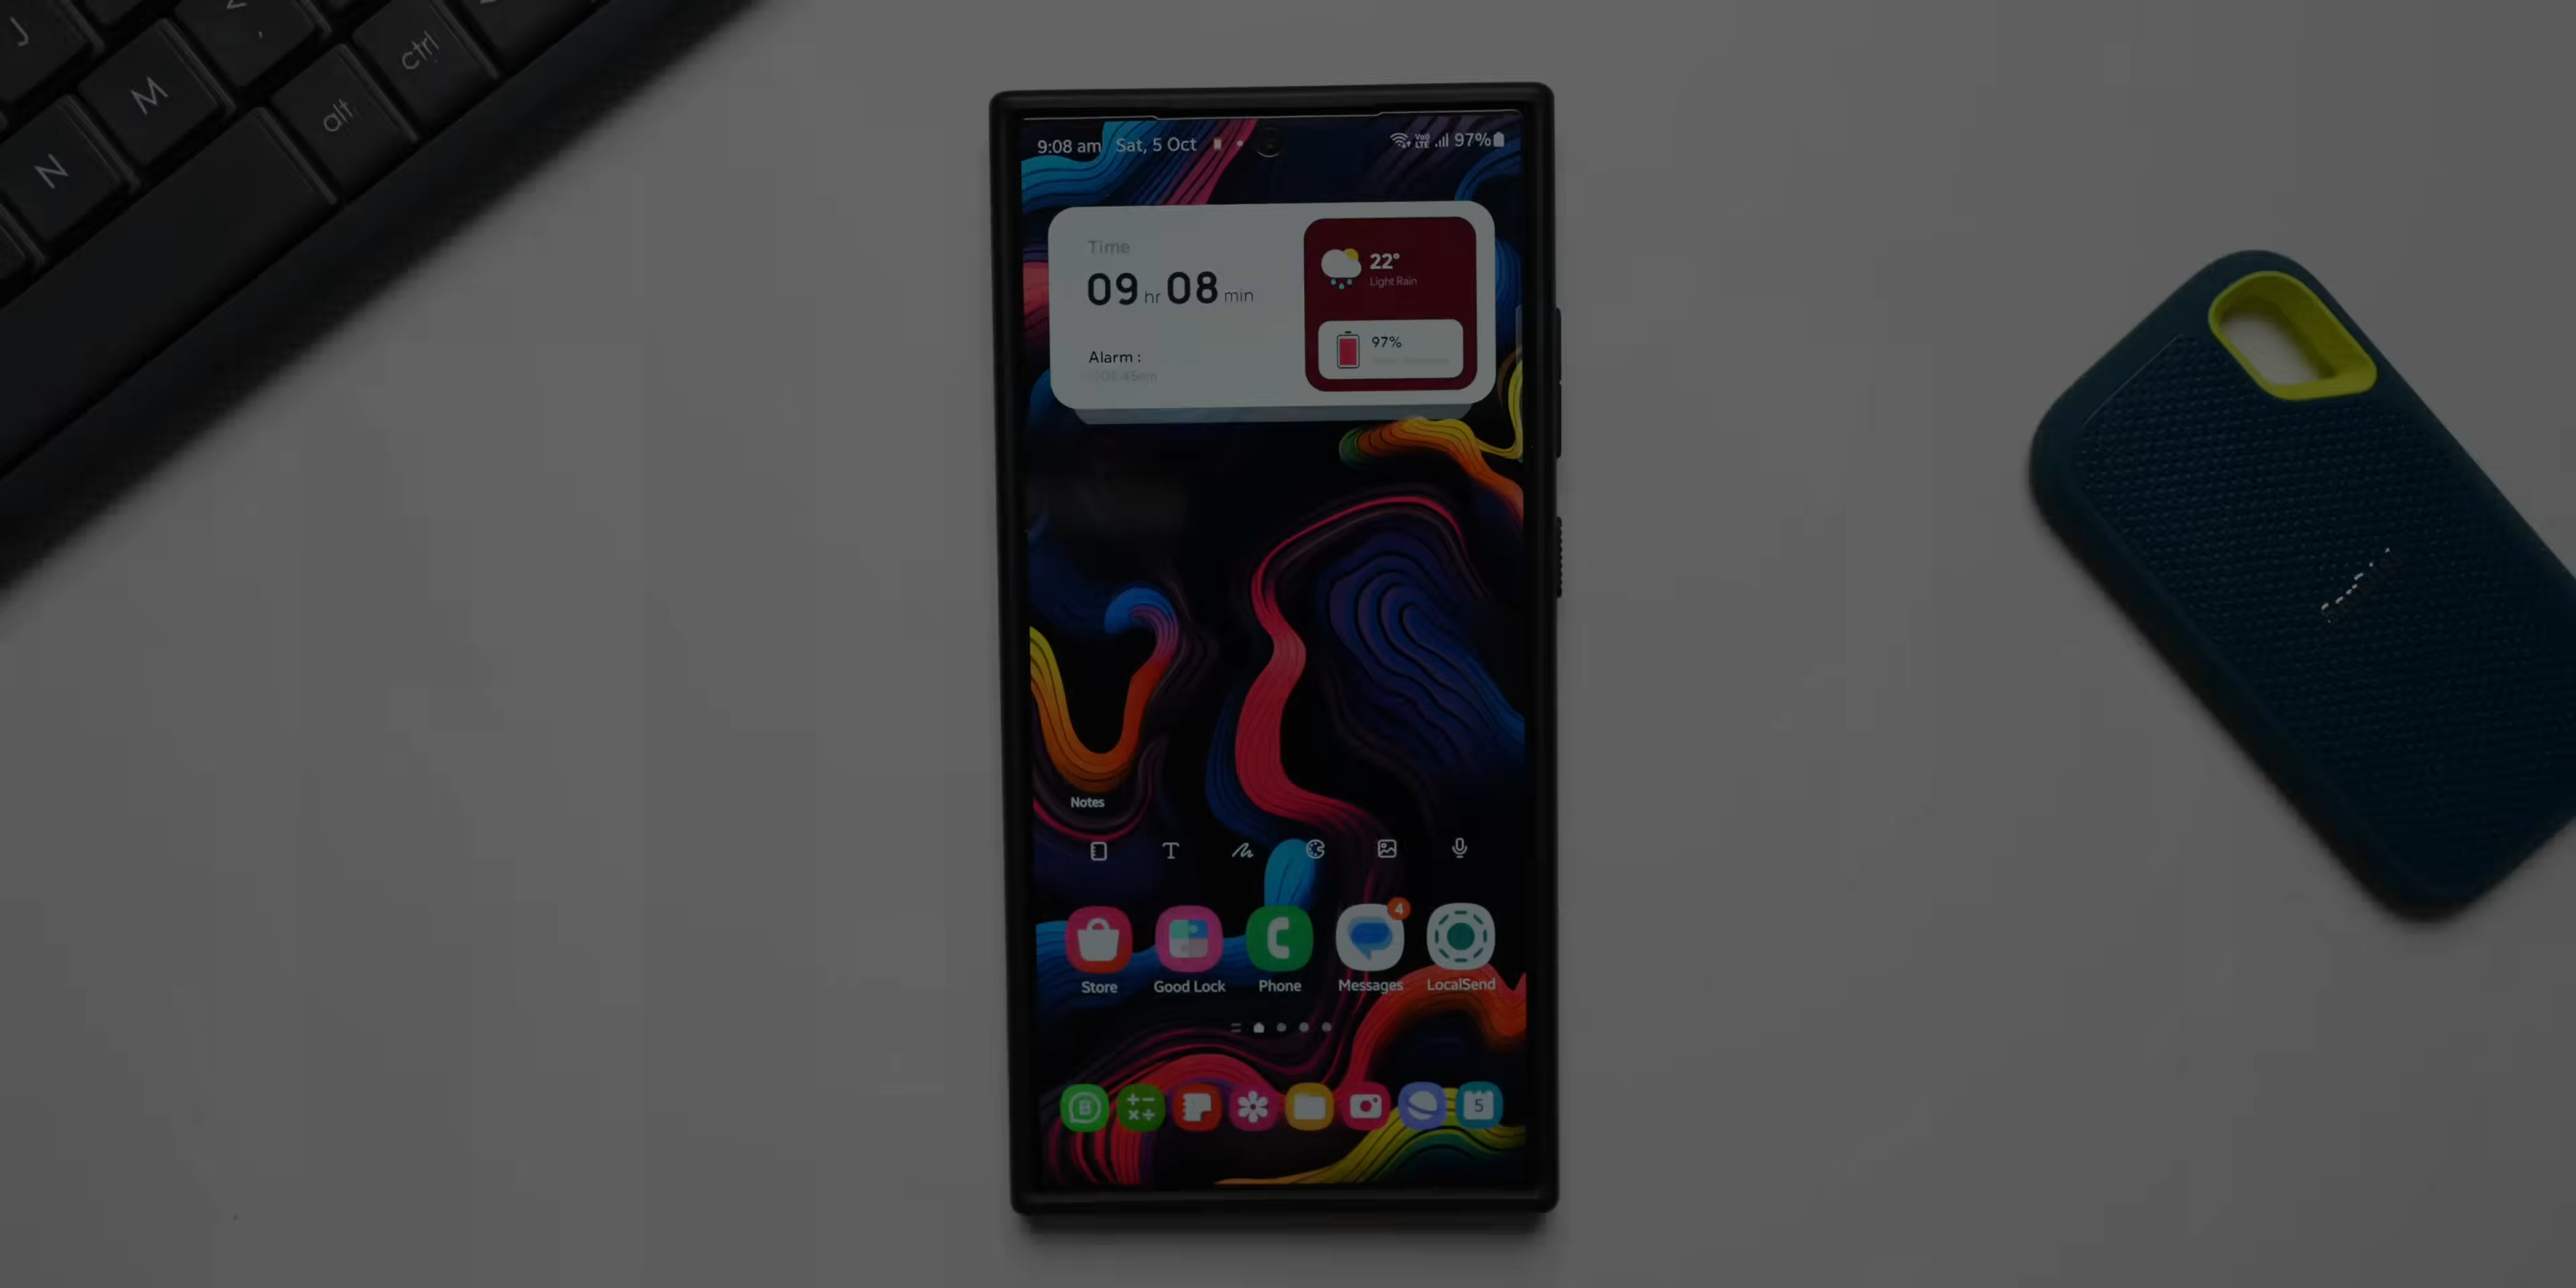 J
M
N
alt
ctrl
9:08 am Sat, 5 Oct
VoLTE 97%
Time
09 hr 08 min
Alarm :
22°
Light Rain
97%
Notes
T
4
Store Good Lock Phone Messages LocalSend
B 5